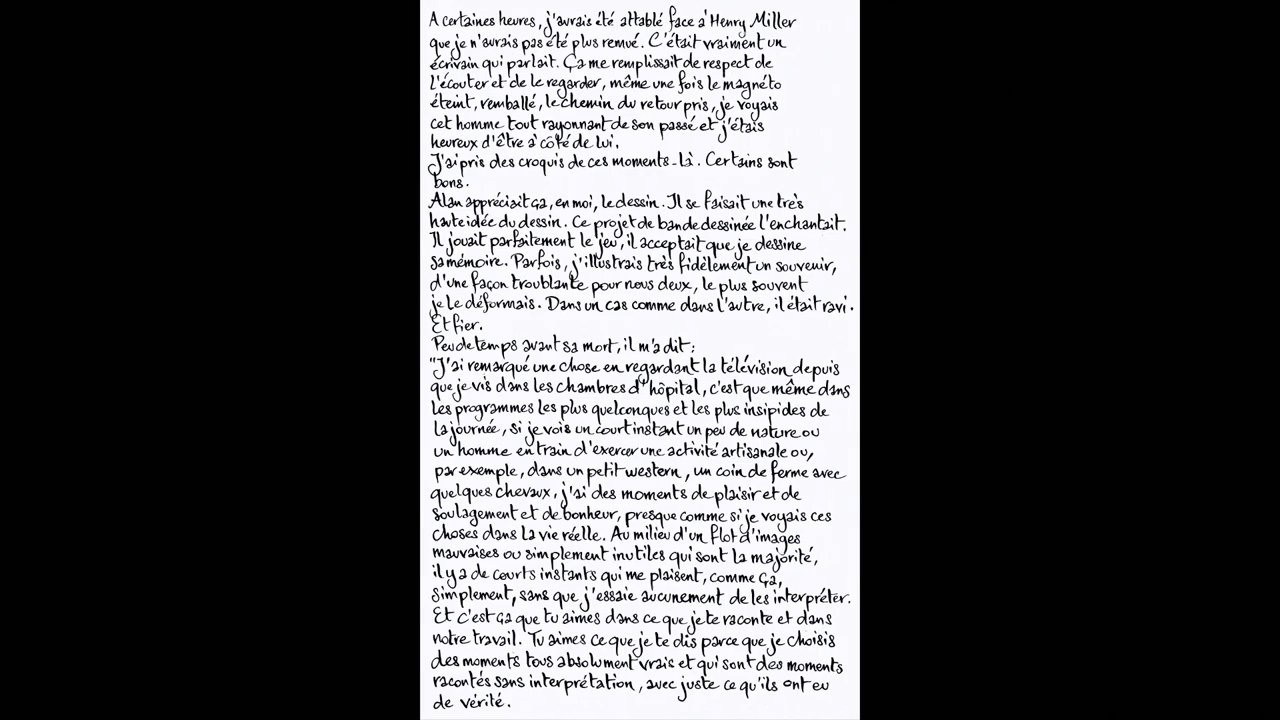 A certaines heures, j'aurais été attablé face à Henry Miller
que je n'aurais pas été plus remué. C'était vraiment un
écrivain qui parlait. Ça me remplissait de respect de
l'écouter et de le regarder, même une fois le magnéto
éteint, remballé, le chemin du retour pris, je voyais
cet homme tout rayonnant de son passé et j'étais
heureux d'être à côté de lui.
J'ai pris des croquis de ces moments-là. Certains sont
bons.
Alan appréciait ça, en moi, le dessin. Il se faisait une très
haute idée du dessin. Ce projet de bande dessinée l'enchantait.
Il jouait parfaitement le jeu, il acceptait que je dessine
sa mémoire. Parfois, j'illustrais très fidèlement un souvenir,
d'une façon troublante pour nous deux, le plus souvent
je le déformais. Dans un cas comme dans l'autre, il était ravi.
Et fier.
Peu de temps avant sa mort, il m'a dit :
"J'ai remarqué une chose en regardant la télévision depuis
que je vis dans les chambres d'hôpital, c'est que même dans
les programmes les plus quelconques et les plus insipides de
la journée, si je vois un court instant un peu de nature ou
un homme en train d'exercer une activité artisanale ou,
par exemple, dans un petit western, un coin de ferme avec
quelques chevaux, j'ai des moments de plaisir et de
soulagement et de bonheur, presque comme si je voyais ces
choses dans la vie réelle. Au milieu d'un flot d'images
mauvaises ou simplement inutiles qui sont la majorité,
il y a de courts instants qui me plaisent, comme ça,
simplement, sans que j'essaie aucunement de les interpréter.
Et c'est ça que tu aimes dans ce que je te raconte et dans
notre travail. Tu aimes ce que je te dis parce que je choisis
des moments tous absolument vrais et qui sont des moments
racontés sans interprétation, avec juste ce qu'ils ont eu
de vérité.